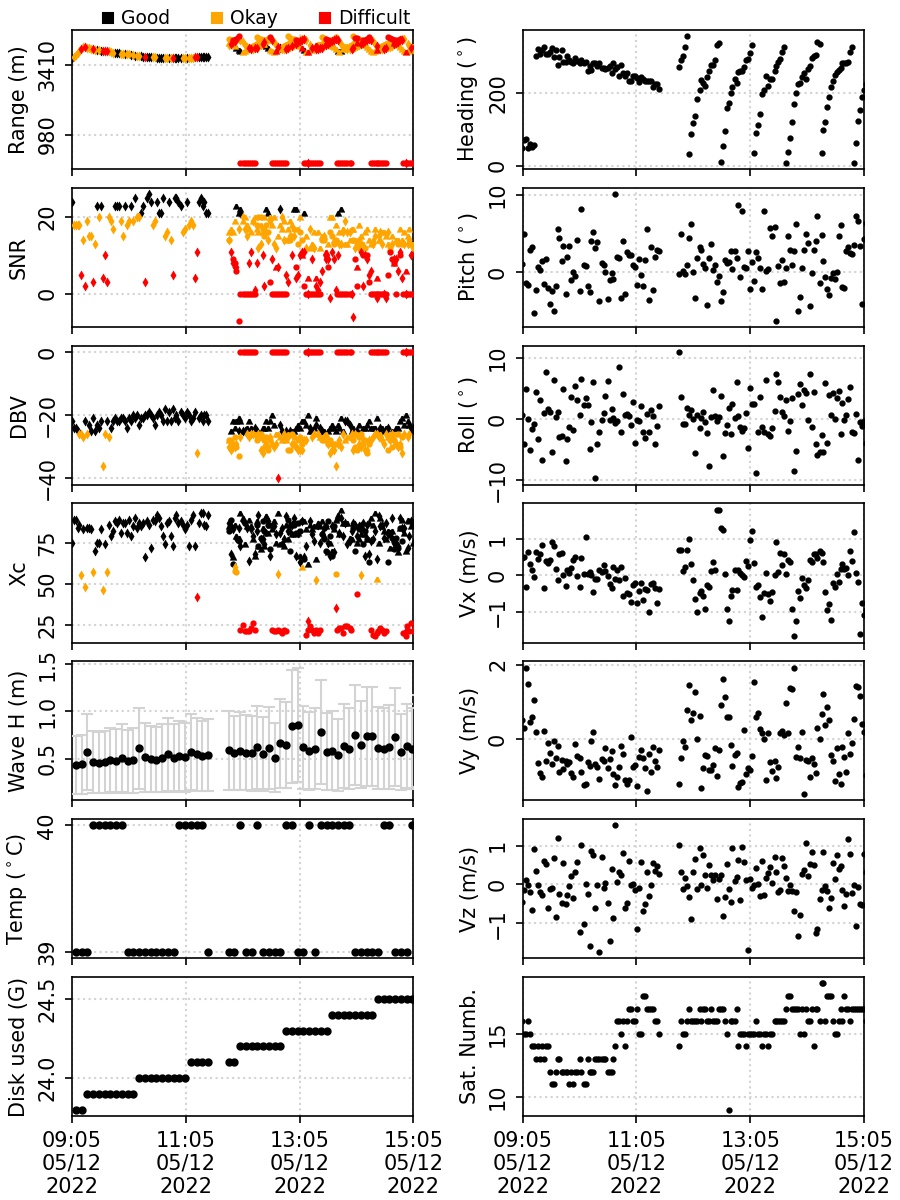 Good Okay Difficult
Range (m)
3410
980
Heading (°)
200
0
SNR
20
0
Pitch (°)
10
0
DBV
0
−20
−40
Roll (°)
10
0
−10
Xc
75
50
25
Vx (m/s)
1
0
−1
Wave H (m)
1.5
1.0
0.5
Vy (m/s)
2
0
Temp (°C)
40
39
Vz (m/s)
1
0
−1
Disk used (G)
24.5
24.0
Sat. Numb.
15
10
09:05 11:05 13:05 15:05 09:05 11:05 13:05 15:05
05/12 05/12 05/12 05/12 05/12 05/12 05/12 05/12
2022 2022 2022 2022 2022 2022 2022 2022